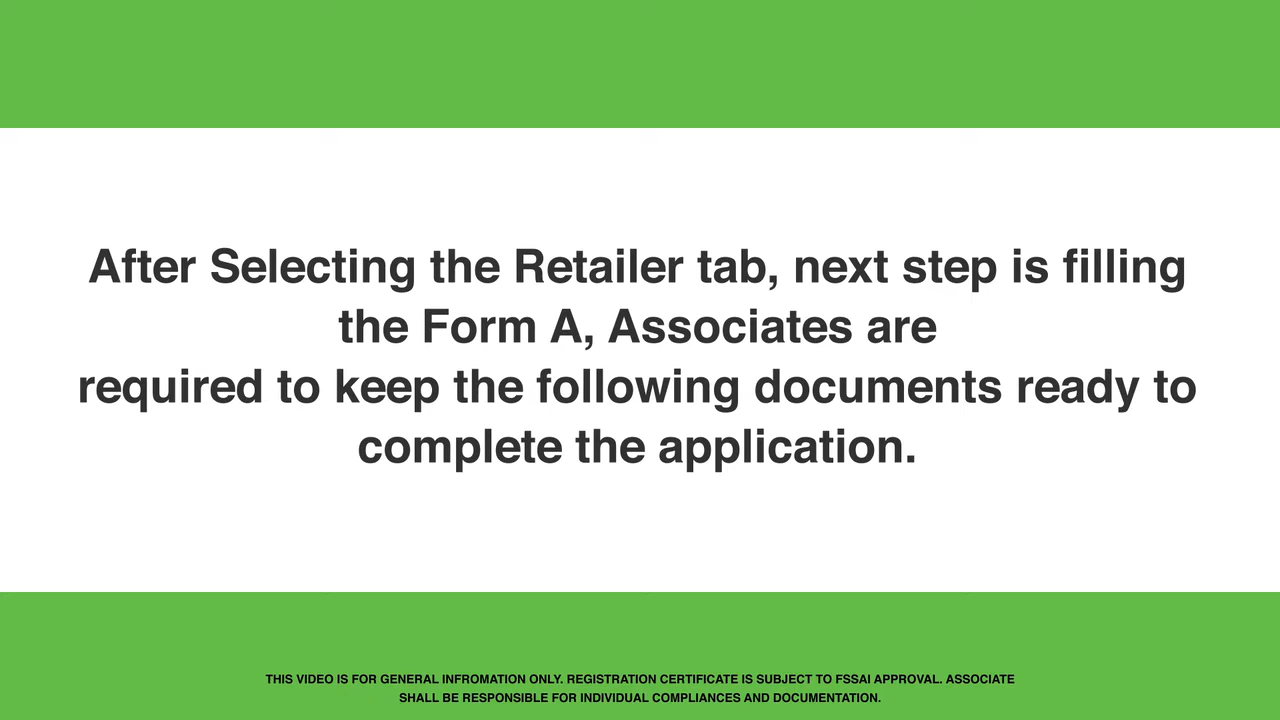 After Selecting the Retailer tab, next step is filling
the Form A, Associates are
required to keep the following documents ready to
complete the application.
THIS VIDEO IS FOR GENERAL INFROMATION ONLY. REGISTRATION CERTIFICATE IS SUBJECT TO FSSAI APPROVAL. ASSOCIATE
SHALL BE RESPONSIBLE FOR INDIVIDUAL COMPLIANCES AND DOCUMENTATION.